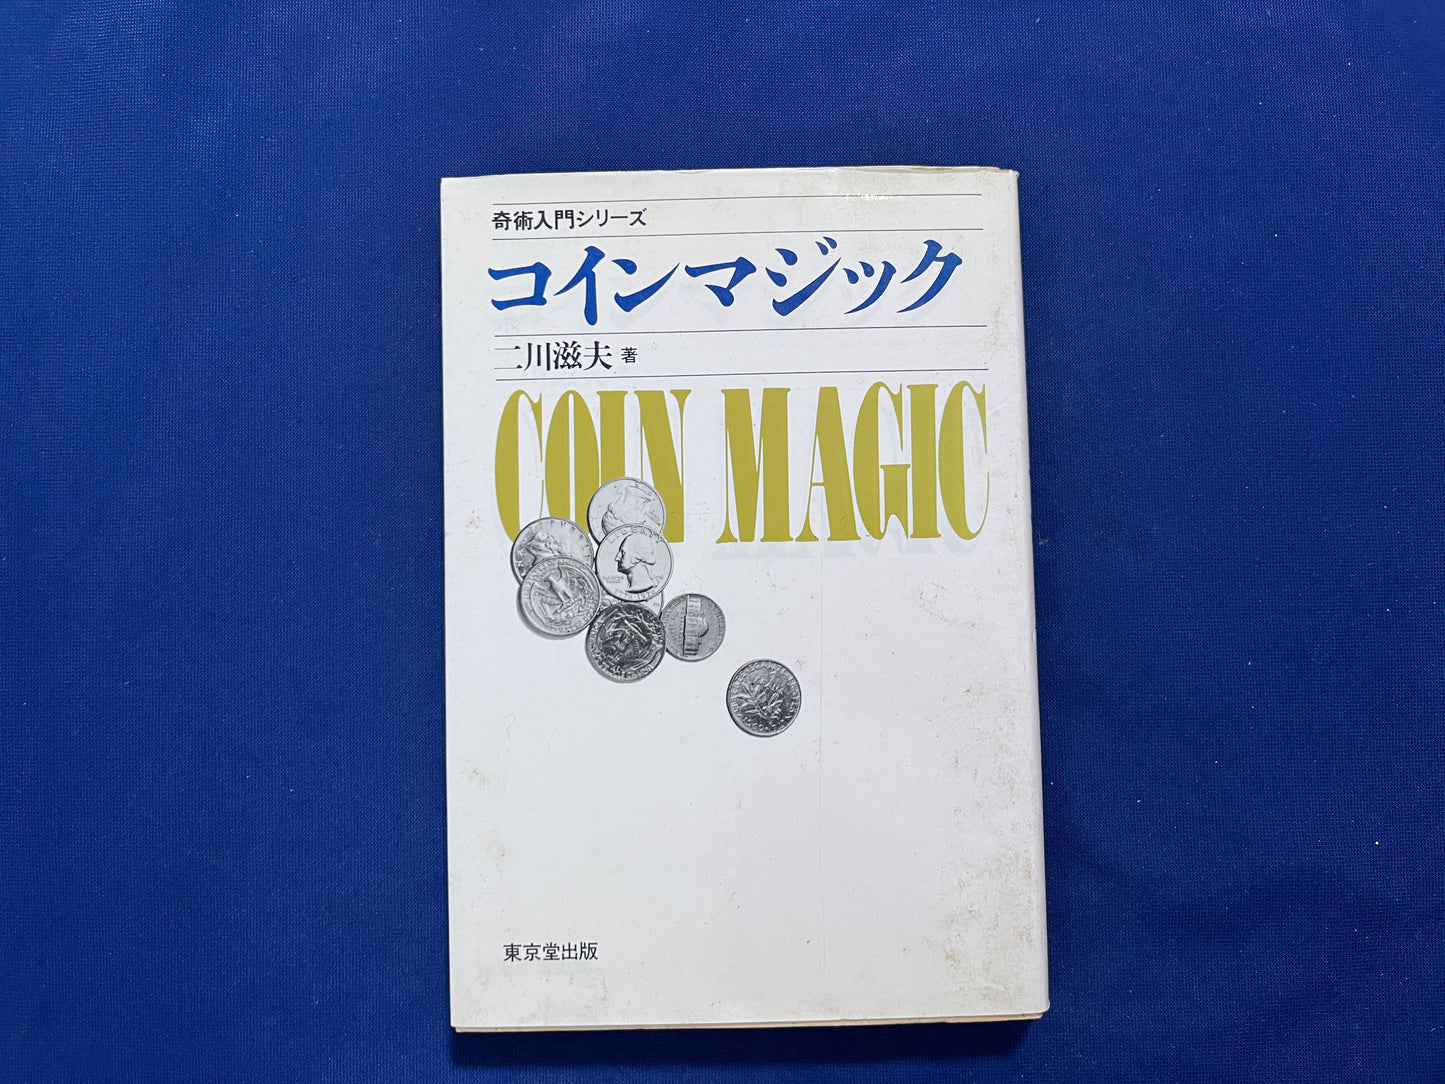 奇術入門シリーズ
コインマジック
二川滋夫 著
COIN MAGIC
LIBERTY
東京堂出版